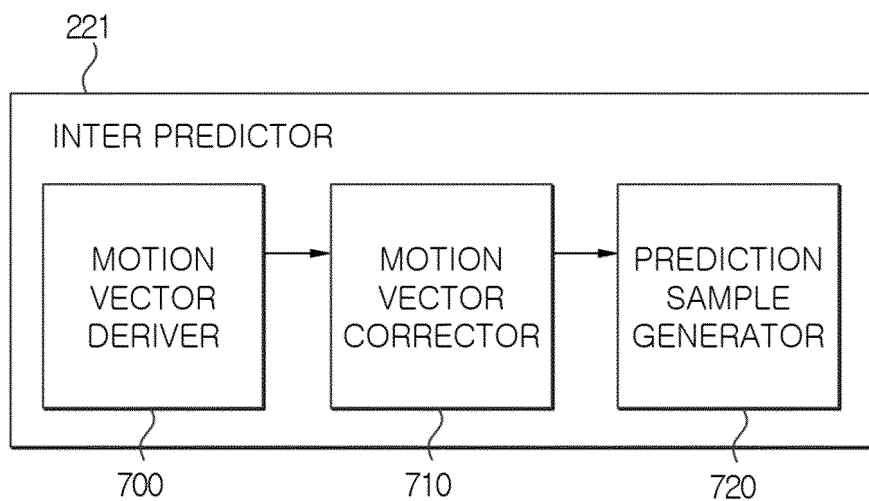 221
INTER PREDICTOR
MOTION
VECTOR
DERIVER
MOTION
VECTOR
CORRECTOR
PREDICTION
SAMPLE
GENERATOR
700
710
720